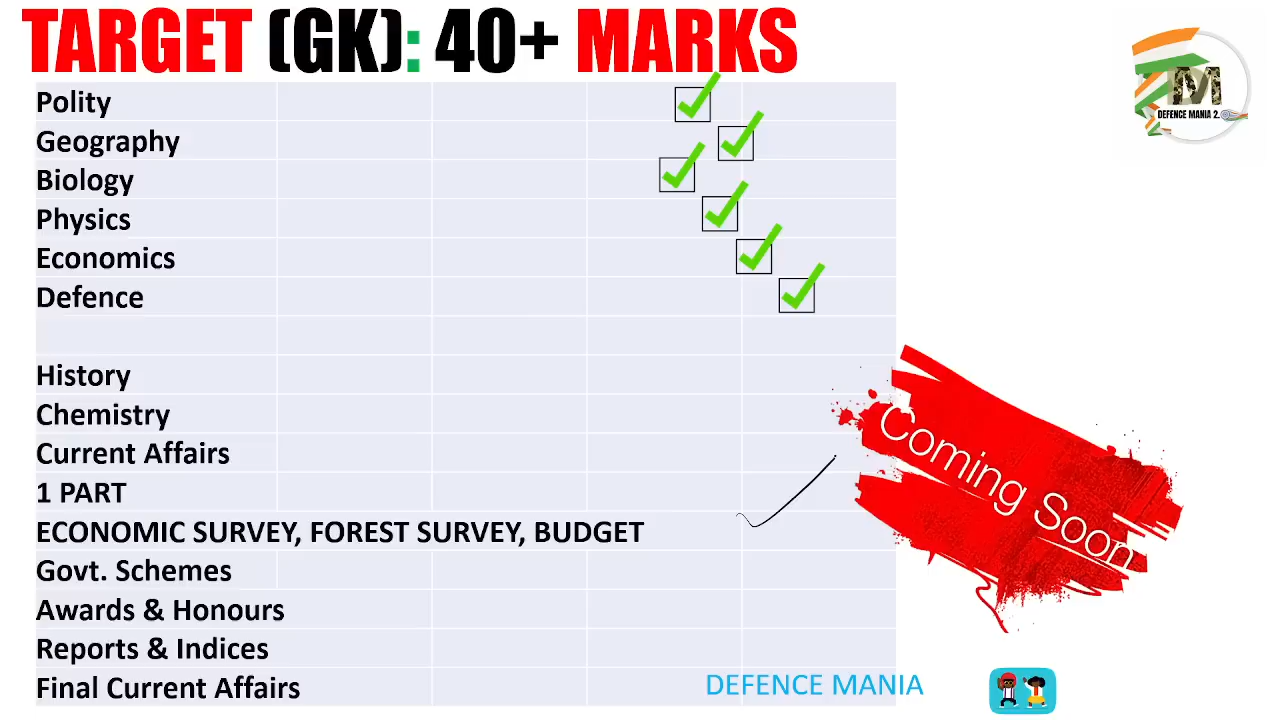 TARGET (GK): 40+ MARKS
DEFENCE MANIA 2.
Polity
Geography
Biology
Physics
Economics
Defence
History
Chemistry
Current Affairs
1 PART
ECONOMIC SURVEY, FOREST SURVEY, BUDGET
Govt. Schemes
Awards & Honours
Reports & Indices
Final Current Affairs
Coming Soon
DEFENCE MANIA